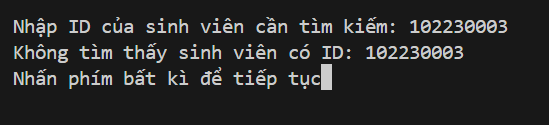 Nhập ID của sinh viên cần tìm kiếm: 102230003
Không tìm thấy sinh viên có ID: 102230003
Nhấn phím bất kì để tiếp tục